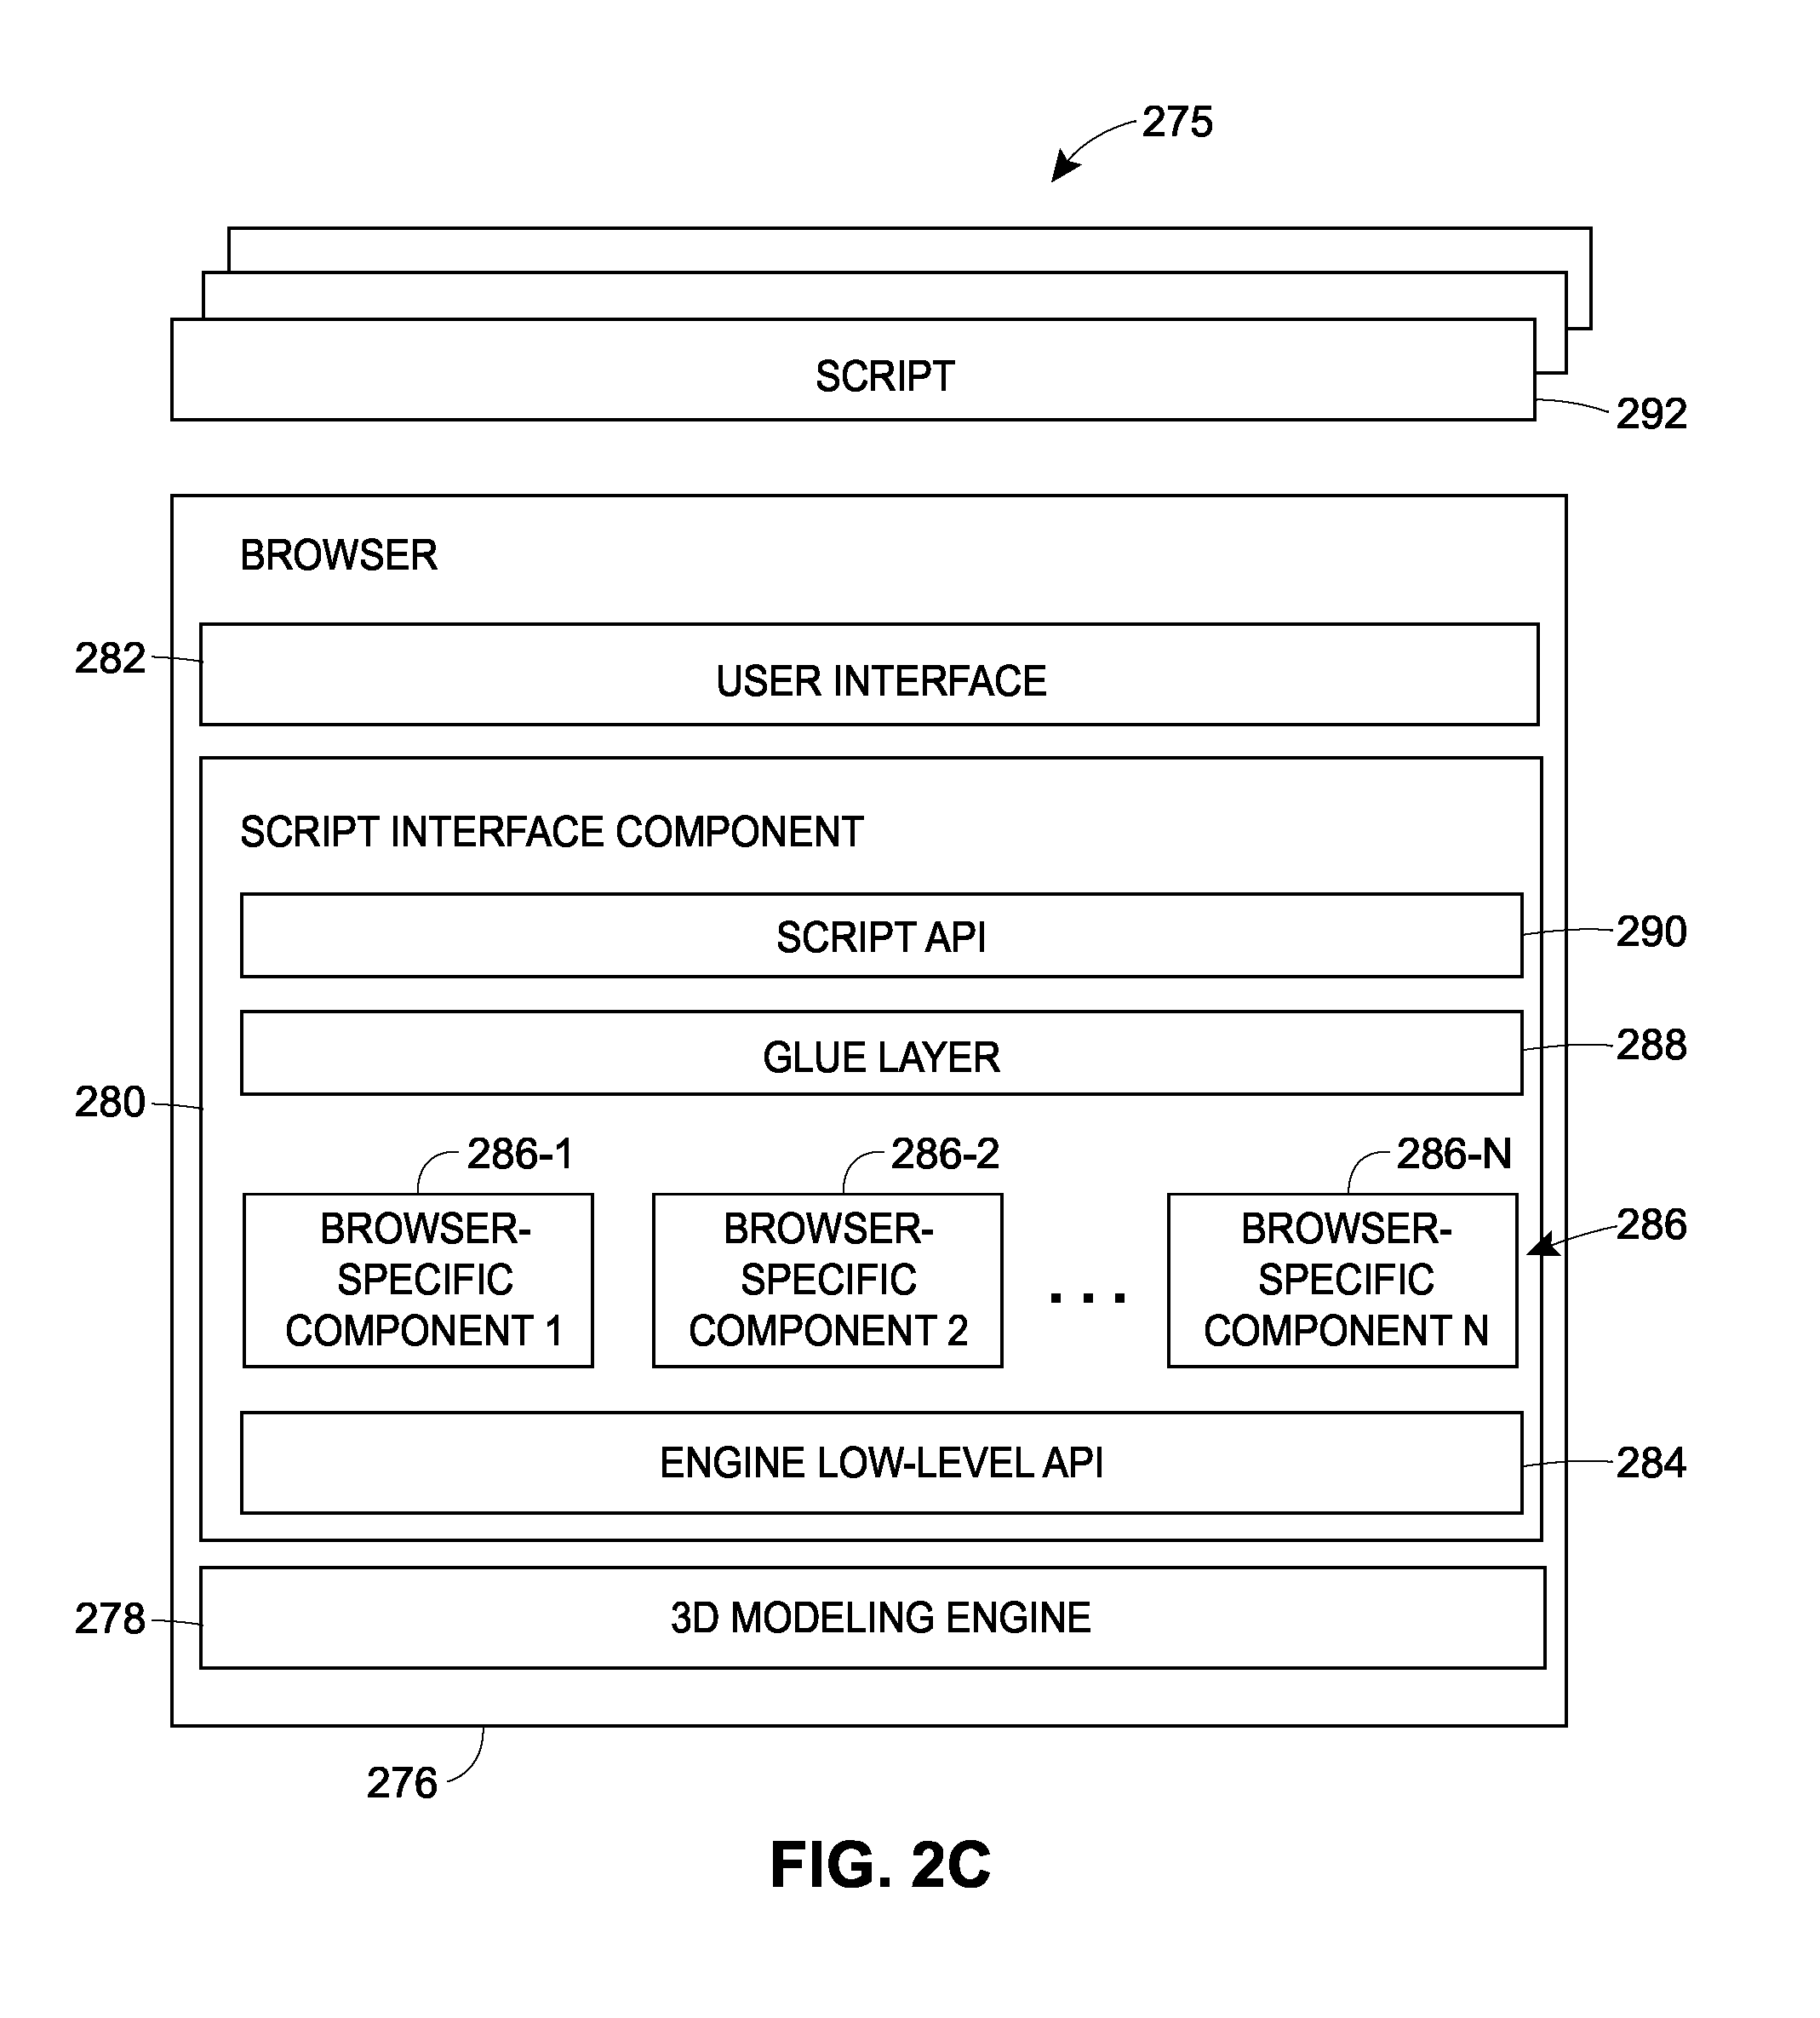 275
SCRIPT
292
BROWSER
282
USER INTERFACE
SCRIPT INTERFACE COMPONENT
SCRIPT API
290
GLUE LAYER
288
280
286-1
286-2
286-N
BROWSER-
SPECIFIC
COMPONENT 1
BROWSER-
SPECIFIC
COMPONENT 2
. . .
BROWSER-
SPECIFIC
COMPONENT N
286
ENGINE LOW-LEVEL API
284
278
3D MODELING ENGINE
276
FIG. 2C